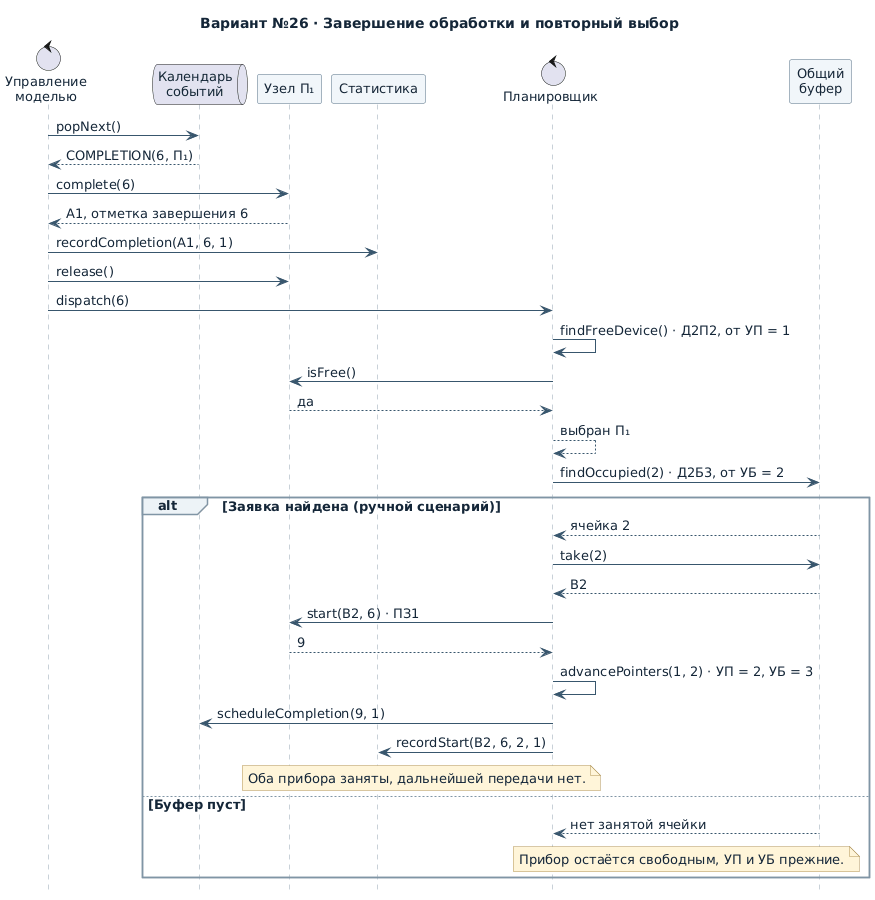 Вариант №26 · Завершение обработки и повторный выбор
Управление
моделью
Календарь
событий
Узел П₁
Статистика
Планировщик
Общий
буфер
popNext()
COMPLETION(6, П₁)
complete(6)
A1, отметка завершения 6
recordCompletion(A1, 6, 1)
release()
dispatch(6)
findFreeDevice() · Д2П2, от УП = 1
isFree()
да
выбран П₁
findOccupied(2) · Д2Б3, от УБ = 2
alt
[Заявка найдена (ручной сценарий)]
ячейка 2
take(2)
B2
start(B2, 6) · ПЗ1
9
advancePointers(1, 2) · УП = 2, УБ = 3
scheduleCompletion(9, 1)
recordStart(B2, 6, 2, 1)
Оба прибора заняты, дальнейшей передачи нет.
[Буфер пуст]
нет занятой ячейки
Прибор остаётся свободным, УП и УБ прежние.